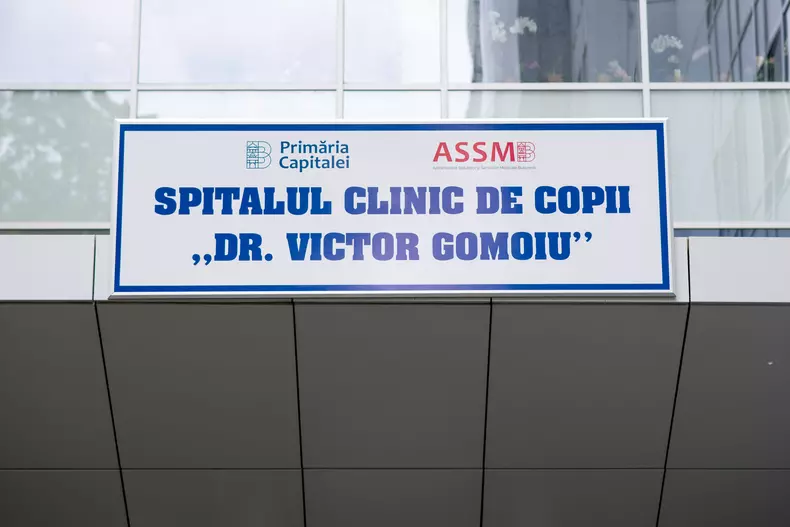 Primăria
Capitalei
ASSMB
SPITALUL CLINIC DE COPII
„DR. VICTOR GOMOIU”